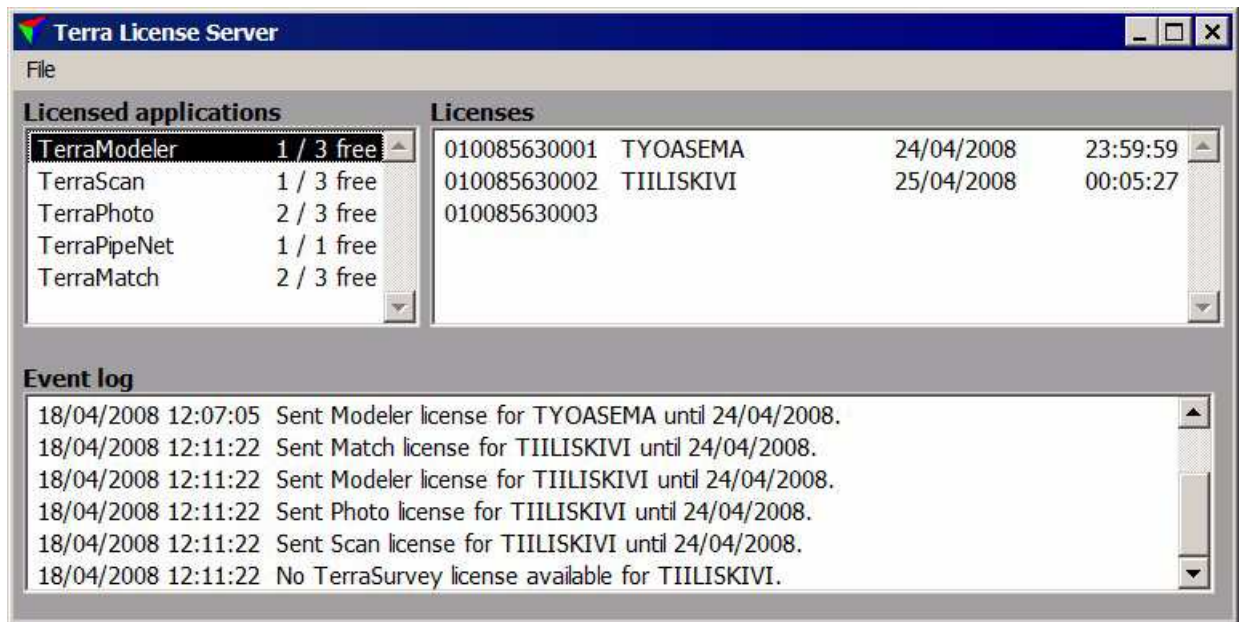 Terra License Server
File
Licensed applications
TerraModeler 1 / 3 free
TerraScan 1 / 3 free
TerraPhoto 2 / 3 free
TerraPipeNet 1 / 1 free
TerraMatch 2 / 3 free
Licenses
010085630001 TYOASEMA 24/04/2008 23:59:59
010085630002 TIILISKIVI 25/04/2008 00:05:27
010085630003
Event log
18/04/2008 12:07:05 Sent Modeler license for TYOASEMA until 24/04/2008.
18/04/2008 12:11:22 Sent Match license for TIILISKIVI until 24/04/2008.
18/04/2008 12:11:22 Sent Modeler license for TIILISKIVI until 24/04/2008.
18/04/2008 12:11:22 Sent Photo license for TIILISKIVI until 24/04/2008.
18/04/2008 12:11:22 Sent Scan license for TIILISKIVI until 24/04/2008.
18/04/2008 12:11:22 No TerraSurvey license available for TIILISKIVI.